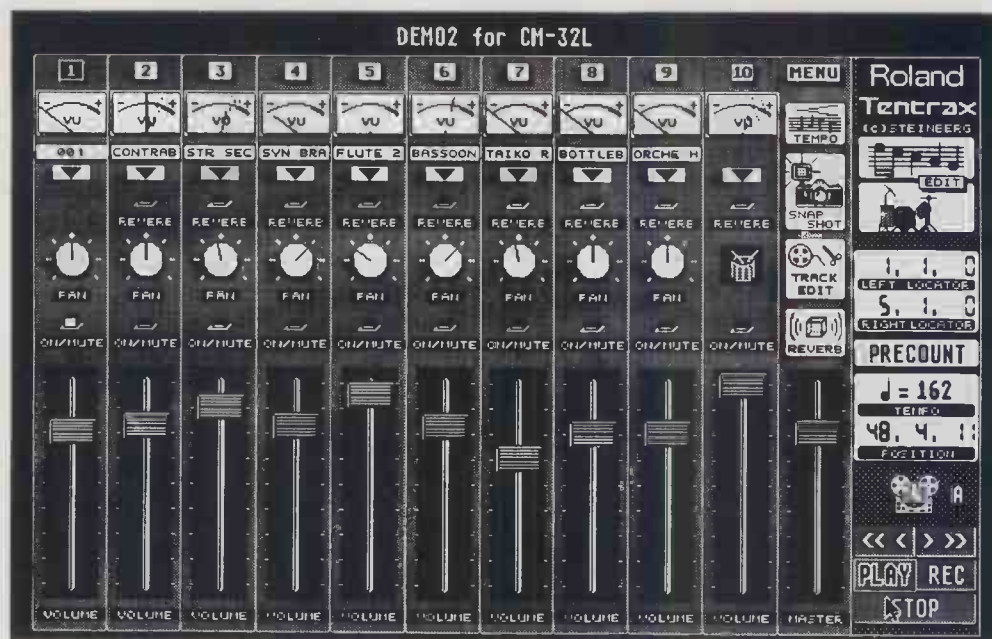 DEMO2 for CM-32L
1 2 3 4 5 6 7 8 9 10 MENU
Roland
Tentrax
(c)STEINBERG
VU VU VU VU VU VU VU VU VU VU
TEMPO
001 CONTRAB STR SEC SYN BRA FLUTE 2 BASSOON TAIKO R BOTTLEB ORCHE H
EDIT
REVERB REVERB REVERB REVERB REVERB REVERB REVERB REVERB REVERB
SNAP
SHOT
PAN PAN PAN PAN PAN PAN PAN PAN PAN
TRACK
EDIT
1. 1. 0
LEFT LOCATOR
5. 1. 0
RIGHT LOCATOR
ON/MUTE ON/MUTE ON/MUTE ON/MUTE ON/MUTE ON/MUTE ON/MUTE ON/MUTE ON/MUTE ON/MUTE
REVERB
PRECOUNT
♩ = 162
TEMPO
48. 4.
POSITION
A
<< < > >>
PLAY REC
STOP
VOLUME VOLUME VOLUME VOLUME VOLUME VOLUME VOLUME VOLUME VOLUME VOLUME MASTER